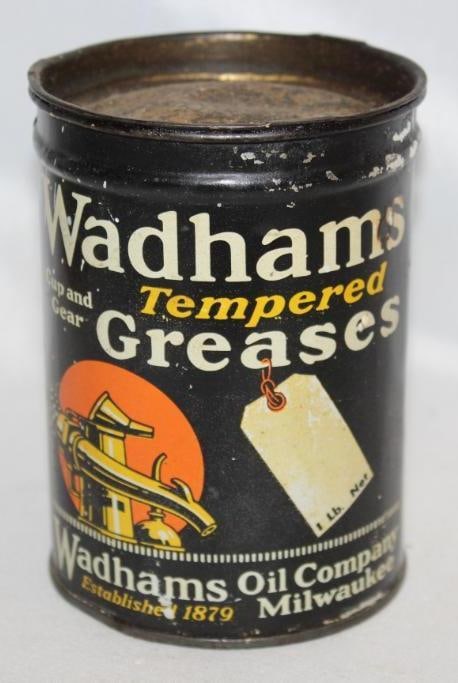 Wadhams
Tempered
Cup and
Gear
Greases
1 Lb. Net
Wadhams Oil Company
Established 1879 Milwaukee